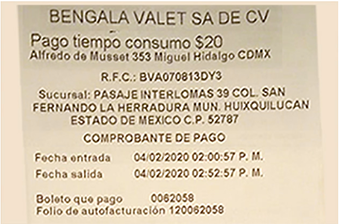 BENGALA VALET SA DE CV
Pago tiempo consumo $20
Alfredo de Musset 353 Miguel Hidalgo CDMX
R.F.C.: BVA070813DY3
Sucursal: PASAJE INTERLOMAS 39 COL. SAN
FERNANDO LA HERRADURA MUN. HUIXQUILUCAN
ESTADO DE MEXICO C.P. 52787
COMPROBANTE DE PAGO
Fecha entrada 04/02/2020 02:00:57 P. M.
Fecha salida 04/02/2020 02:52:57 P. M.
Boleto que pago 0062058
Folio de autofacturación 120062058